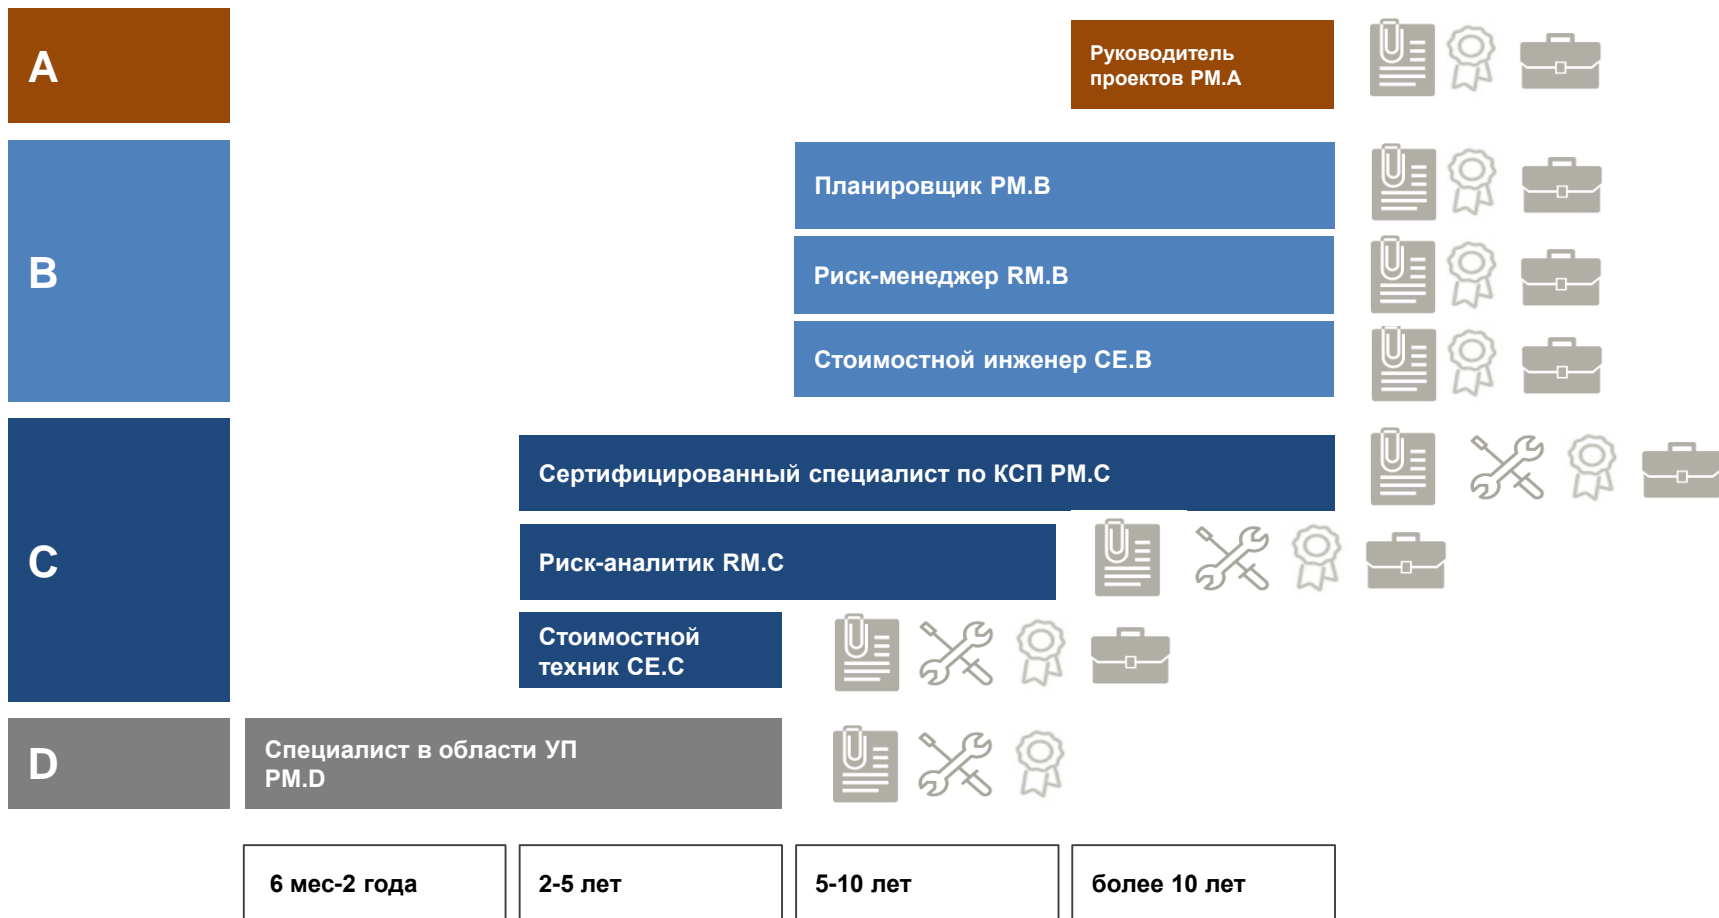 A
Руководитель
проектов PM.A
B
Планировщик PM.B
Риск-менеджер RM.B
Стоимостной инженер CE.B
C
Сертифицированный специалист по КСП PM.C
Риск-аналитик RM.C
Стоимостной
техник CE.C
D
Специалист в области УП
PM.D
6 мес-2 года
2-5 лет
5-10 лет
более 10 лет